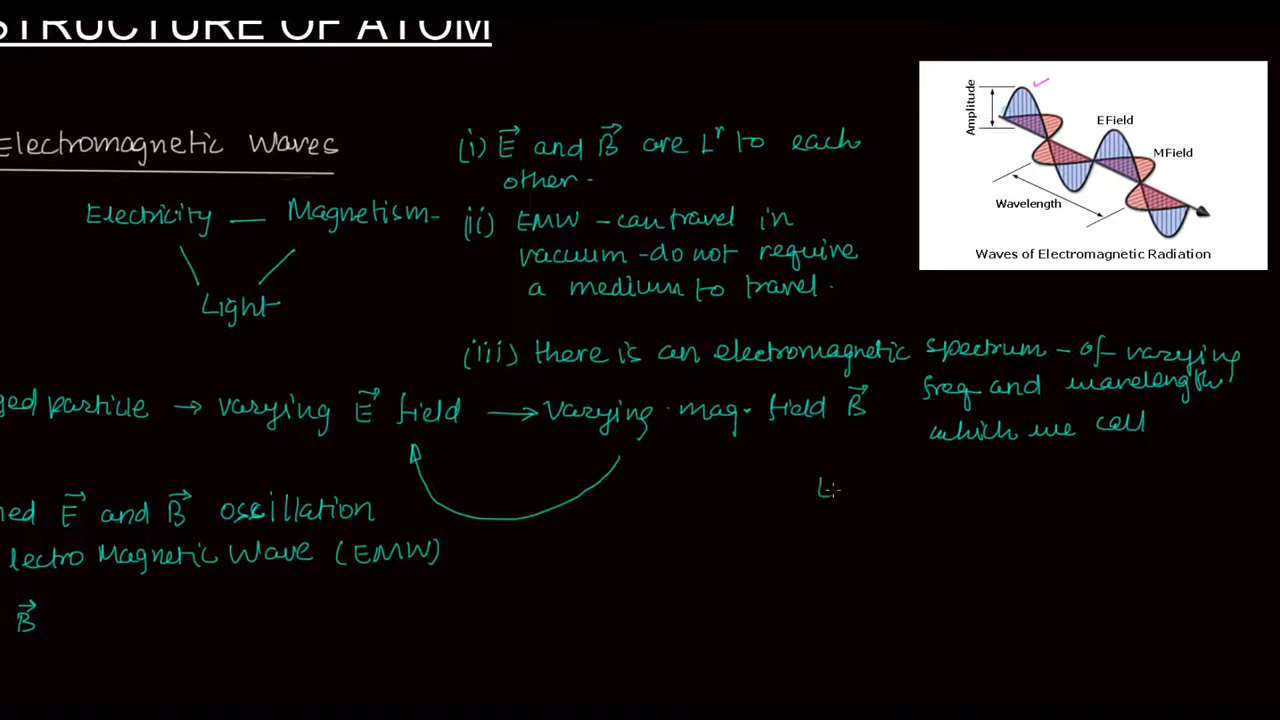 STRUCTURE OF ATOM
Electromagnetic Waves
Electricity — Magnetism
Light
ged particle → varying E⃗ field → varying mag. field B⃗
ned E⃗ and B⃗ oscillation
lectro Magnetic Wave (EMW)
B⃗
(i) E⃗ and B⃗ are ⊥r to each
other.
(ii) EMW - can travel in
vacuum - do not require
a medium to travel.
(iii) there is an electromagnetic spectrum - of varying
freq and wavelength
which we call
Amplitude
E Field
M Field
Wavelength
Waves of Electromagnetic Radiation